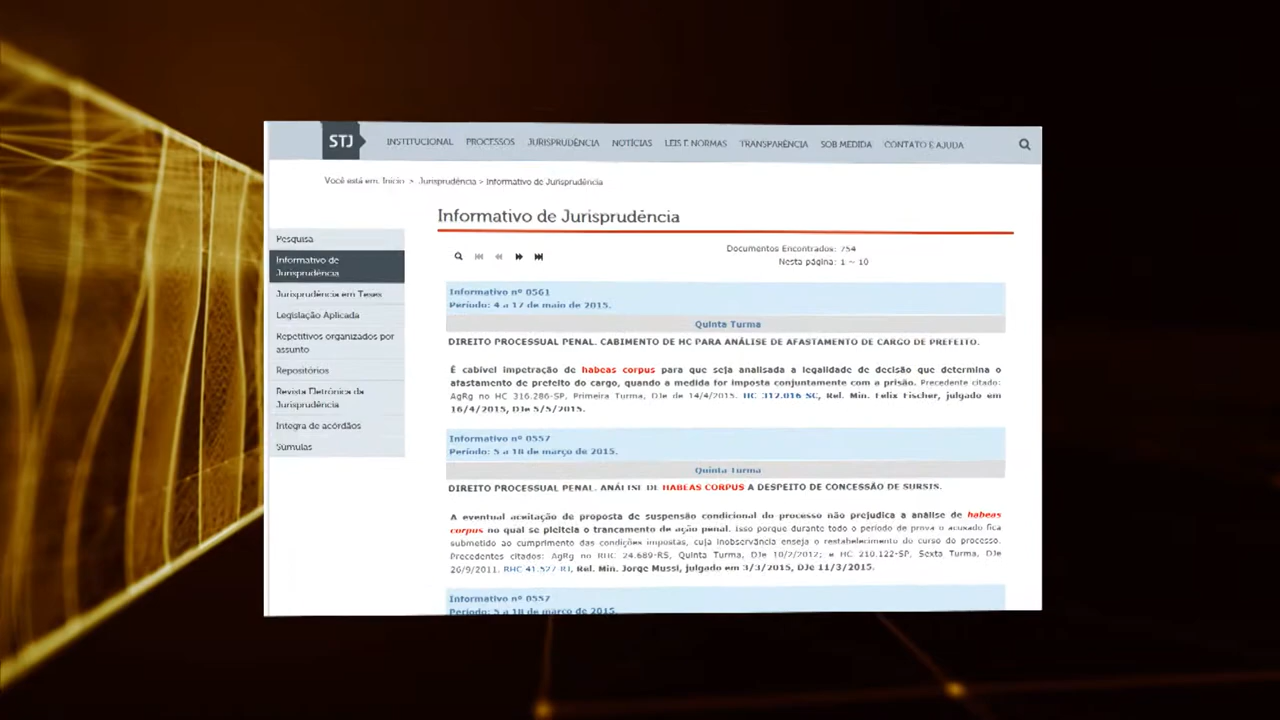 STJ INSTITUCIONAL PROCESSOS JURISPRUDÊNCIA NOTÍCIAS LEIS E NORMAS TRANSPARÊNCIA SOB MEDIDA CONTATO E AJUDA
Você está em: Início > Jurisprudência > Informativo de Jurisprudência
Informativo de Jurisprudência
Pesquisa
Informativo de
Jurisprudência
Jurisprudência em Teses
Legislação Aplicada
Repetitivos organizados por
assunto
Repositórios
Revista Eletrônica da
Jurisprudência
Íntegra de acórdãos
Súmulas
Documentos Encontrados: 754
Nesta página: 1 ~ 10
Informativo nº 0561
Período: 4 a 17 de maio de 2015.
Quinta Turma
DIREITO PROCESSUAL PENAL. CABIMENTO DE HC PARA ANÁLISE DE AFASTAMENTO DE CARGO DE PREFEITO.
É cabível impetração de habeas corpus para que seja analisada a legalidade de decisão que determina o
afastamento de prefeito do cargo, quando a medida for imposta conjuntamente com a prisão. Precedente citado:
AgRg no HC 316.286-SP, Primeira Turma, DJe de 14/4/2015. HC 312.016-SC, Rel. Min. Felix Fischer, julgado em
16/4/2015, DJe 5/5/2015.
Informativo nº 0557
Período: 5 a 18 de março de 2015.
Quinta Turma
DIREITO PROCESSUAL PENAL. ANÁLISE DE HABEAS CORPUS A DESPEITO DE CONCESSÃO DE SURSIS.
A eventual aceitação de proposta de suspensão condicional do processo não prejudica a análise de habeas
corpus no qual se pleiteia o trancamento de ação penal. Isso porque durante todo o período de prova o acusado fica
submetido ao cumprimento das condições impostas, cuja inobservância enseja o restabelecimento do curso do processo.
Precedentes citados: AgRg no RHC 24.689-RS, Quinta Turma, DJe 10/2/2012; e HC 210.122-SP, Sexta Turma, DJe
26/9/2011. RHC 41.527-RJ, Rel. Min. Jorge Mussi, julgado em 3/3/2015, DJe 11/3/2015.
Informativo nº 0557
Período: 5 a 18 de março de 2015.